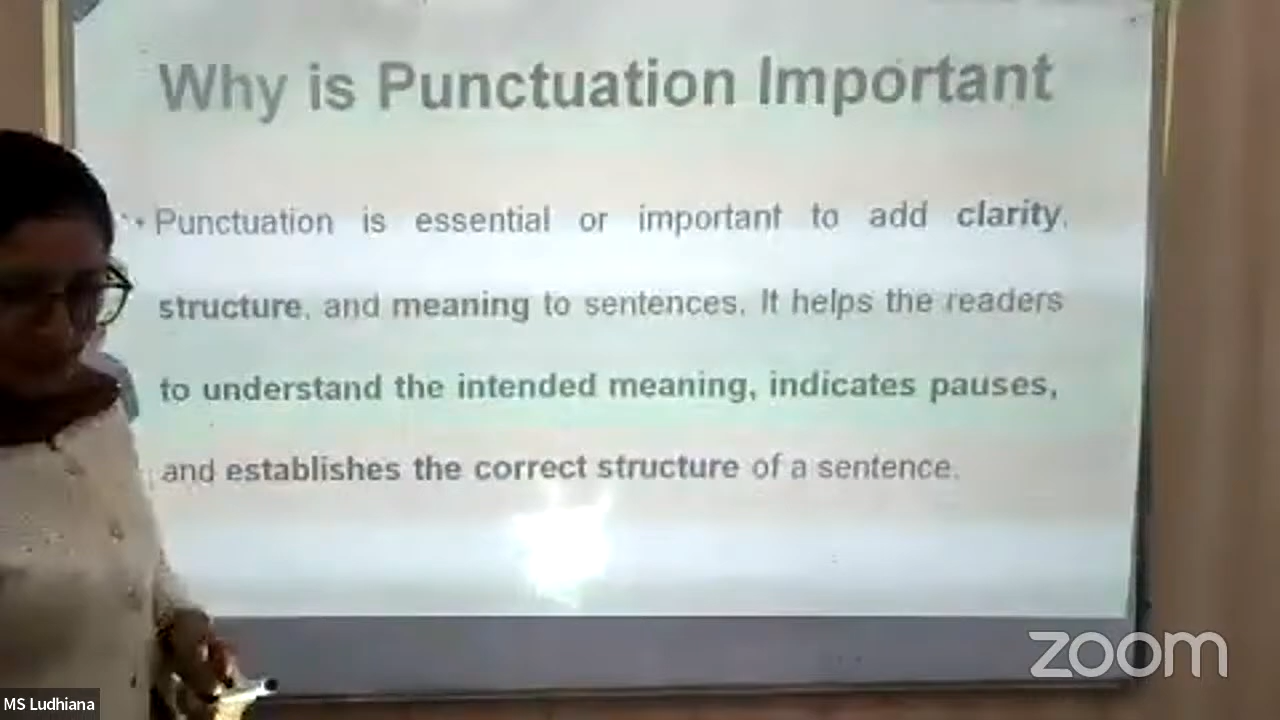 Why is Punctuation Important
• Punctuation is essential or important to add clarity,
structure, and meaning to sentences. It helps the readers
to understand the intended meaning, indicates pauses,
and establishes the correct structure of a sentence.
zoom
MS Ludhiana